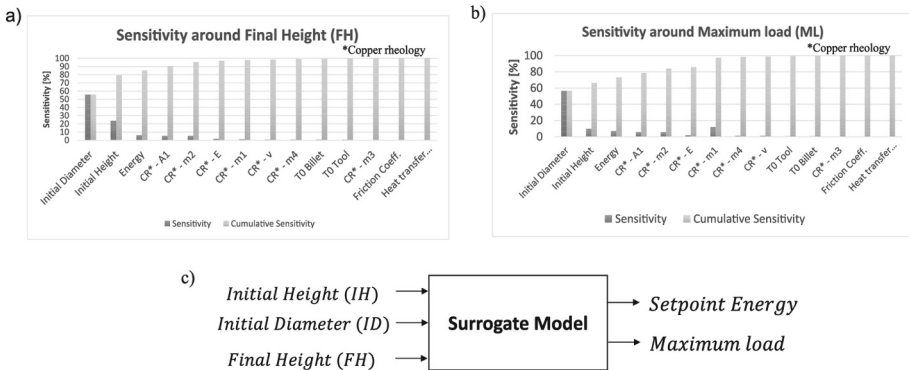 a)
Sensitivity around Final Height (FH)
*Copper rheology
Sensitivity [%]
100
90
80
70
60
50
40
30
20
10
0
Initial Diameter
Initial Height
Energy
CR* - A1
CR* - m2
CR* - E
CR* - m1
CR* - v
CR* - m4
T0 Billet
T0 Tool
CR* - m3
Friction Coeff.
Heat transfer...
Sensitivity
Cumulative Sensitivity
b)
Sensitivity around Maximum load (ML)
*Copper rheology
Sensitivity [%]
100
80
60
40
20
0
Initial Diameter
Initial Height
Energy
CR* - A1
CR* - m2
CR* - E
CR* - m1
CR* - m4
CR* - v
T0 Tool
T0 Billet
CR* - m3
Friction Coeff.
Heat transfer...
Sensitivity
Cumulative Sensitivity
c)
Initial Height (IH)
Initial Diameter (ID)
Final Height (FH)
Surrogate Model
Setpoint Energy
Maximum load